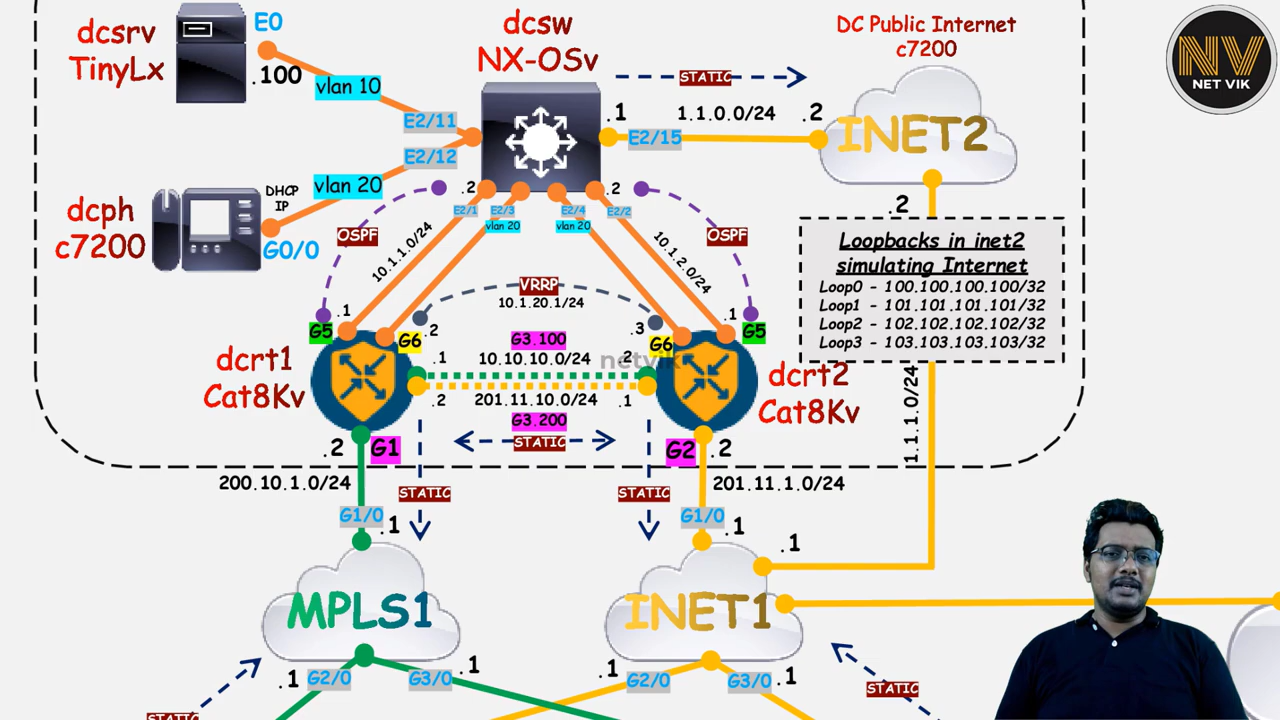 dcsrv
TinyLx
E0
.100
vlan 10
E2/11
dcsw
NX-OSv
STATIC
DC Public Internet
c7200
NV
NET VIK
.1
1.1.0.0/24
.2
E2/15
INET2
E2/12
vlan 20
dcph
c7200
DHCP
IP
G0/0
.2
.2
E2/1
E2/3
E2/4
E2/2
vlan 20
vlan 20
OSPF
OSPF
10.1.1.0/24
10.1.2.0/24
.2
Loopbacks in inet2
simulating Internet
Loop0 - 100.100.100.100/32
Loop1 - 101.101.101.101/32
Loop2 - 102.102.102.102/32
Loop3 - 103.103.103.103/32
VRRP
10.1.20.1/24
.1
.1
G5
G6
.2
.3
G6
G5
G3.100
dcrt1
Cat8Kv
.1
10.10.10.0/24
.2
netvik
dcrt2
Cat8Kv
.2
201.11.10.0/24
.1
G3.200
STATIC
1.1.1.0/24
.2
G1
G2
.2
200.10.1.0/24
201.11.1.0/24
STATIC
STATIC
G1/0
.1
G1/0
.1
.1
MPLS1
INET1
.1
G2/0
G3/0
.1
.1
G2/0
G3/0
.1
STATIC
STATIC